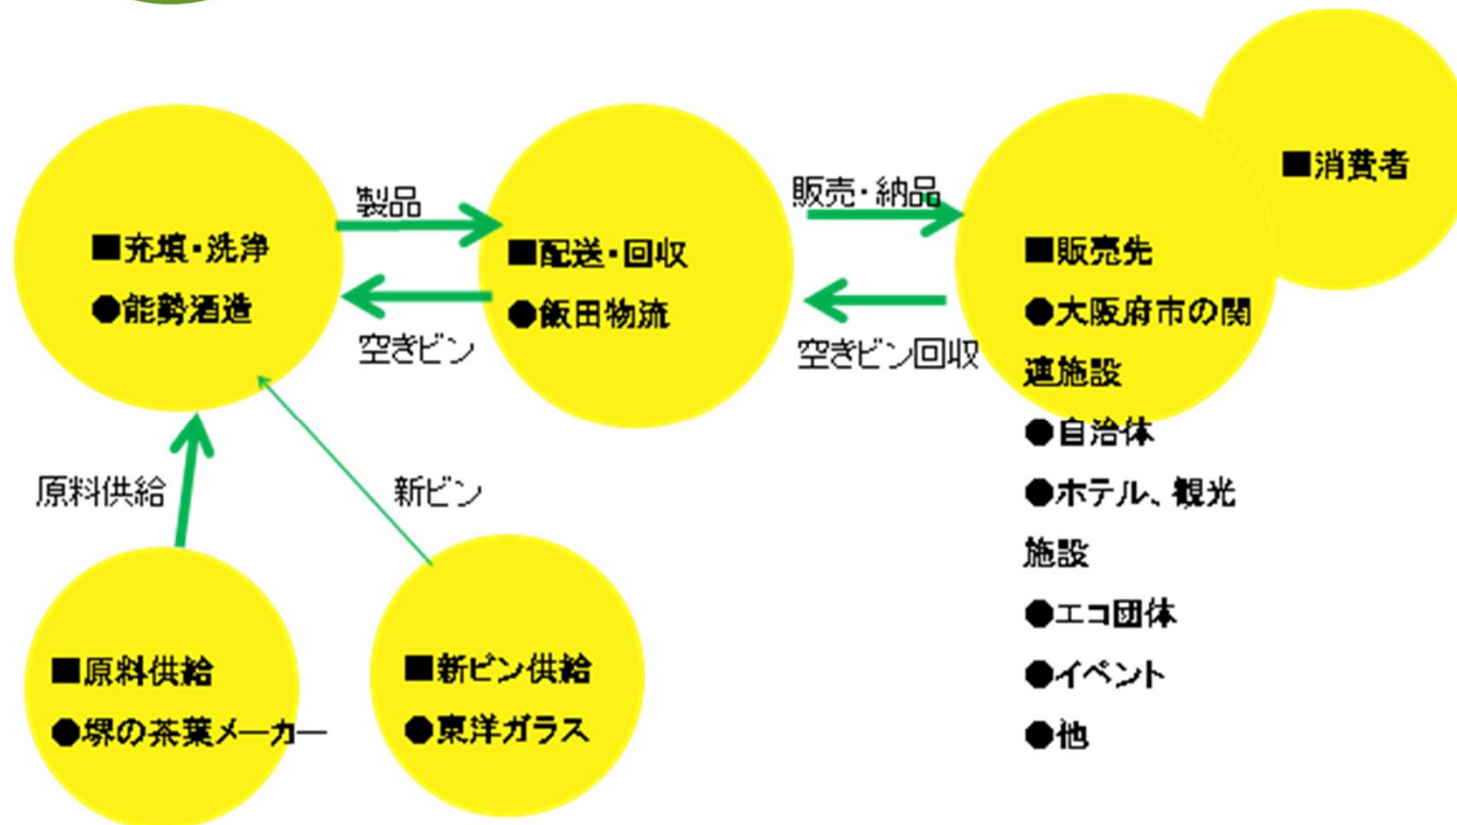 ■消費者
製品
販売・納品
■充填・洗浄
●能勢酒造
■配送・回収
●飯田物流
■販売先
●大阪府市の関
連施設
●自治体
●ホテル、観光
施設
●エコ団体
●イベント
●他
空きビン
空きビン回収
原料供給
新ビン
■原料供給
●堺の茶葉メーカー
■新ビン供給
●東洋ガラス